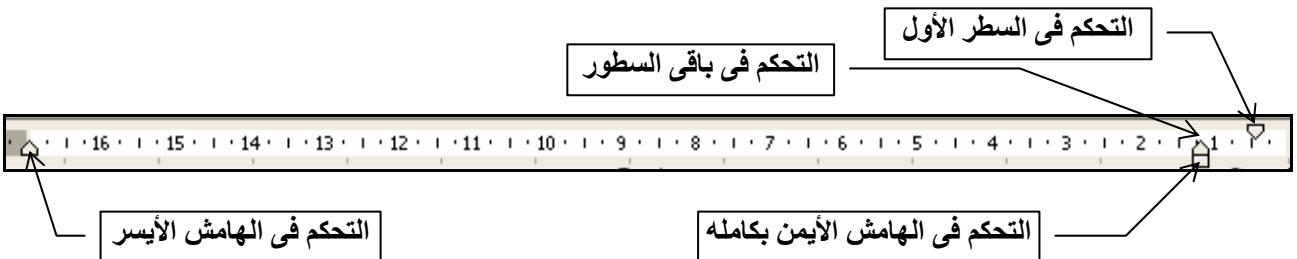 التحكم فى السطر الأول
التحكم فى باقى السطور
16 15 14 13 12 11 10 9 8 7 6 5 4 3 2 1
التحكم فى الهامش الأيمن بكامله
التحكم فى الهامش الأيسر